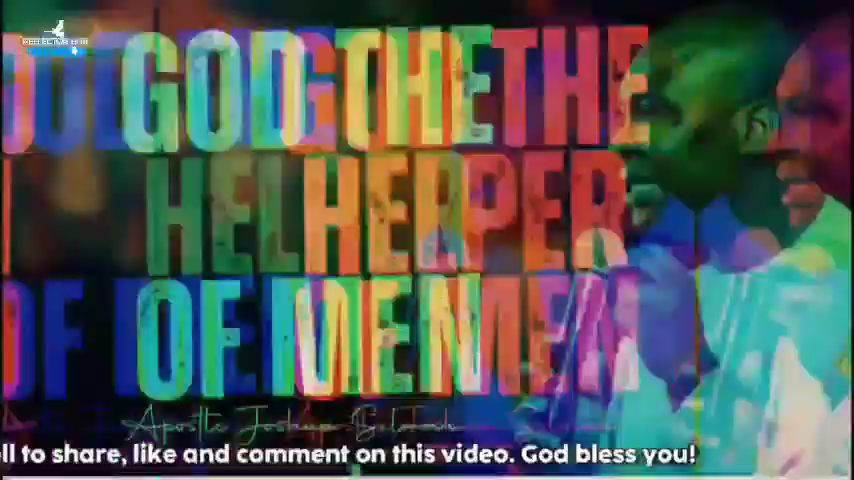 GOD THE
HELPER
OF MEN
Apostle Joshua Selman
ll to share, like and comment on this video. God bless you!